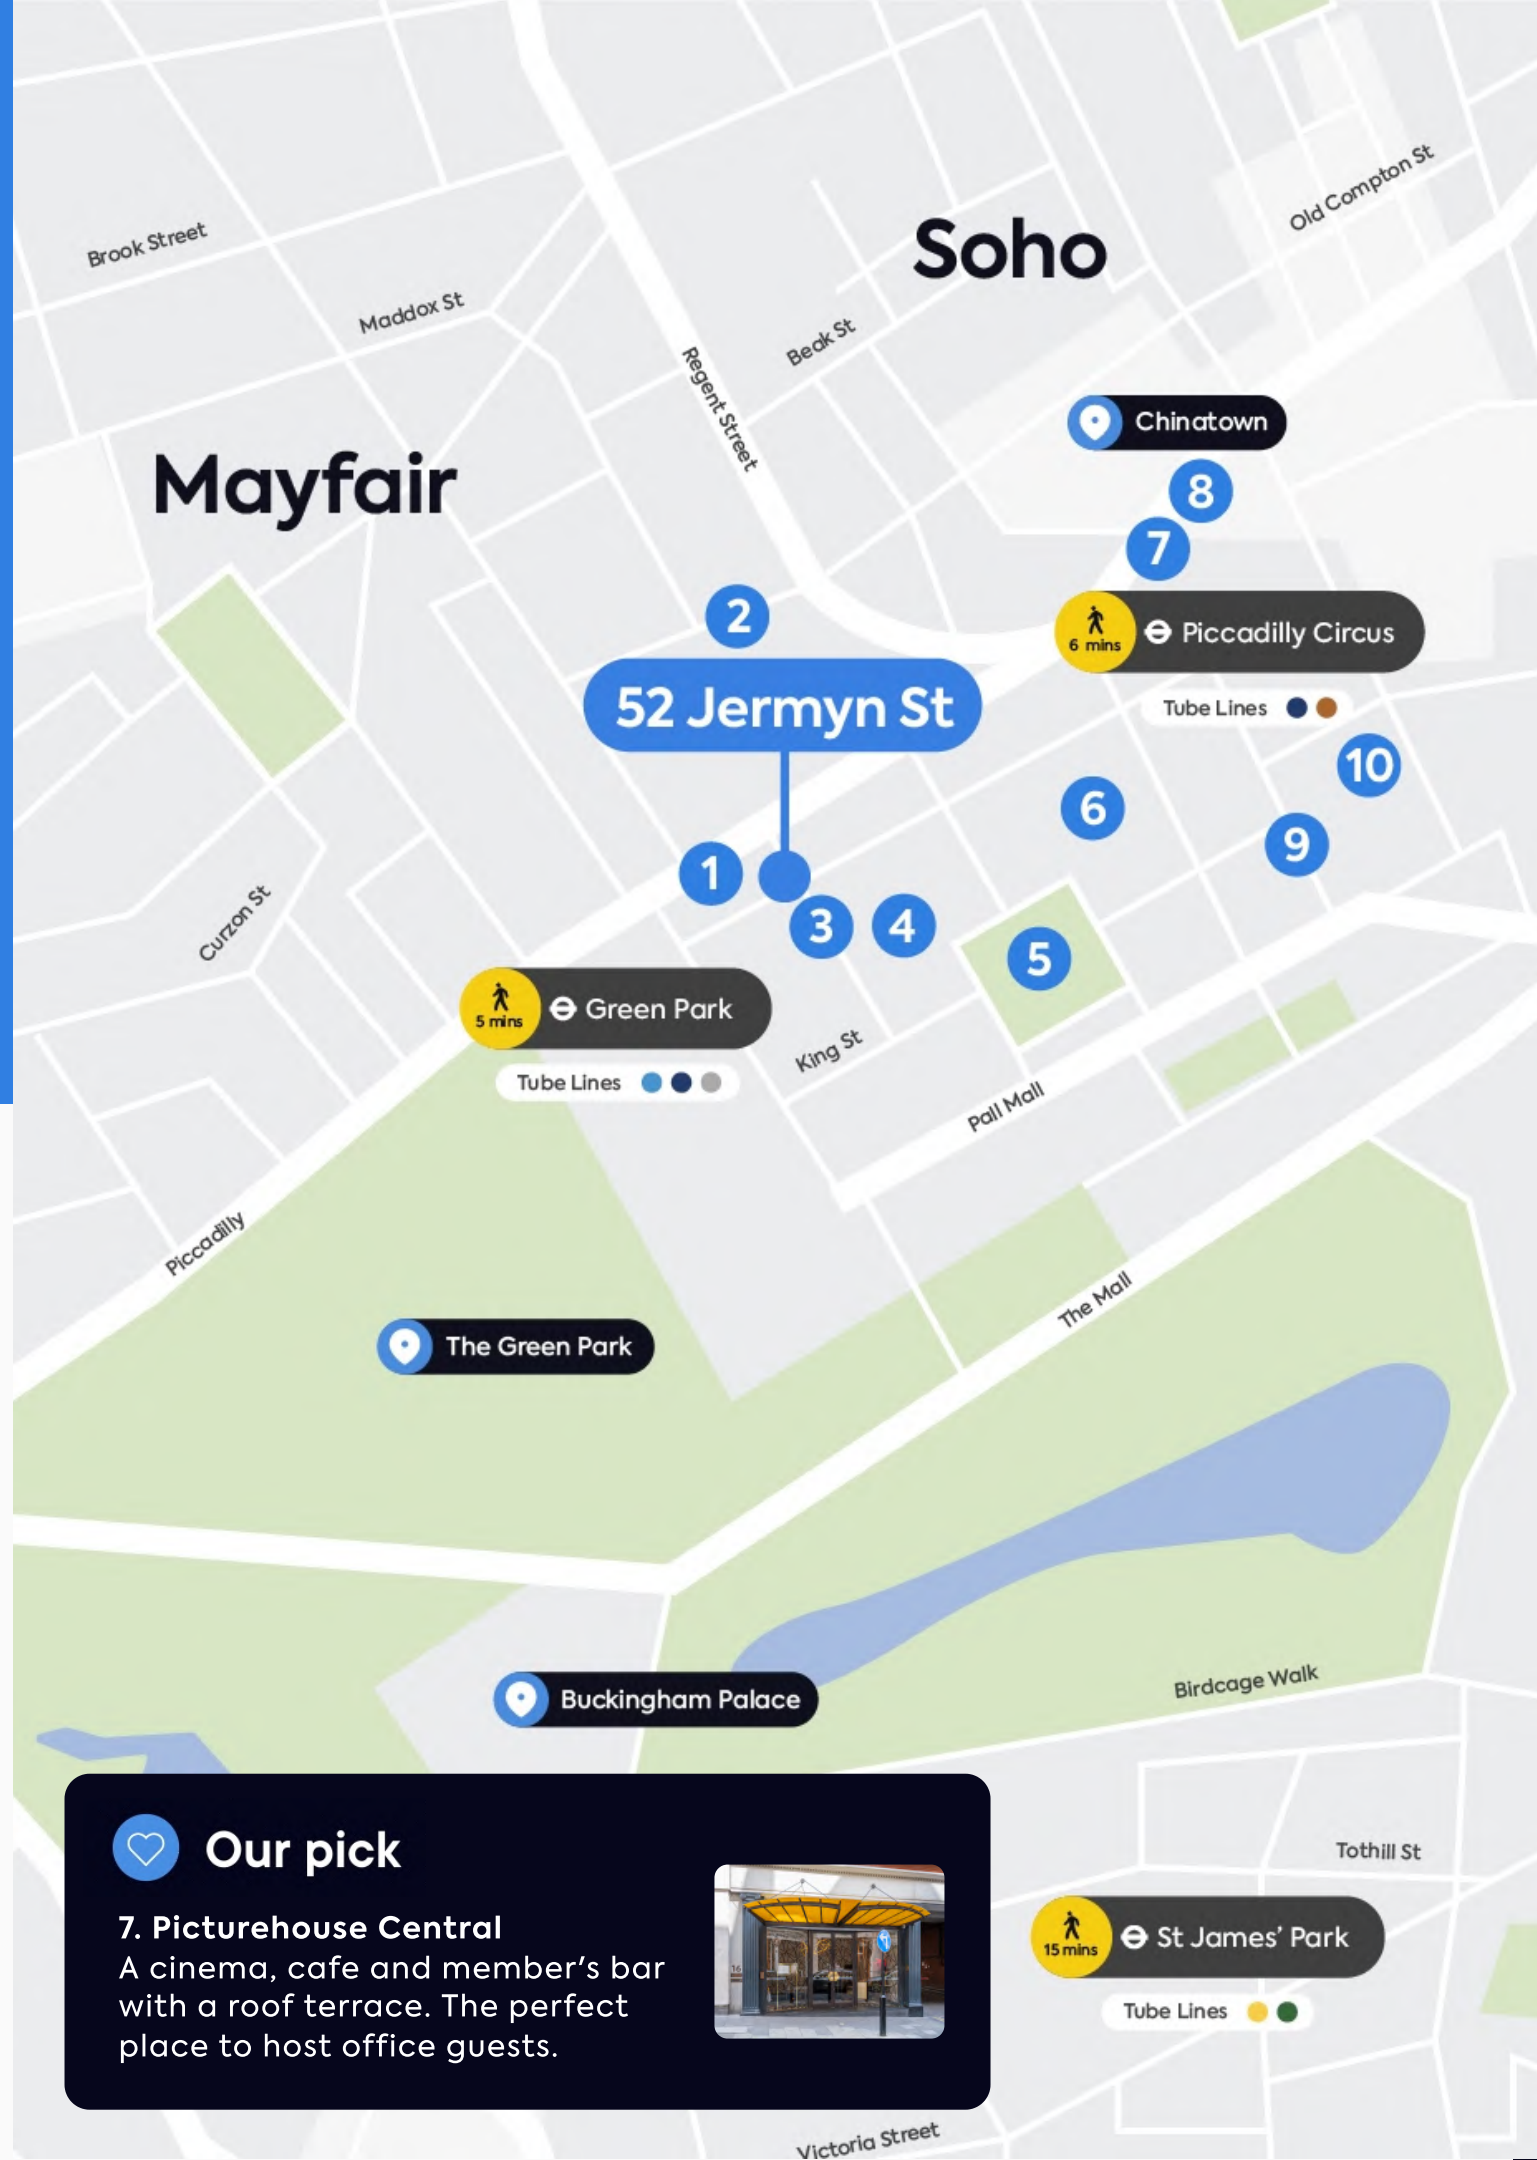 Old Compton St
Soho
Brook Street
Maddox St
Beak St
Regent Street
Chinatown
Mayfair
8
7
2
6 mins
Piccadilly Circus
52 Jermyn St
Tube Lines
10
6
9
1
3
4
5
Curzon St
5 mins
Green Park
King St
Tube Lines
Pall Mall
Piccadilly
The Mall
The Green Park
Birdcage Walk
Buckingham Palace
Our pick
Tothill St
7. Picturehouse Central
A cinema, cafe and member's bar
with a roof terrace. The perfect
place to host office guests.
16
15 mins
St James' Park
Tube Lines
Victoria Street